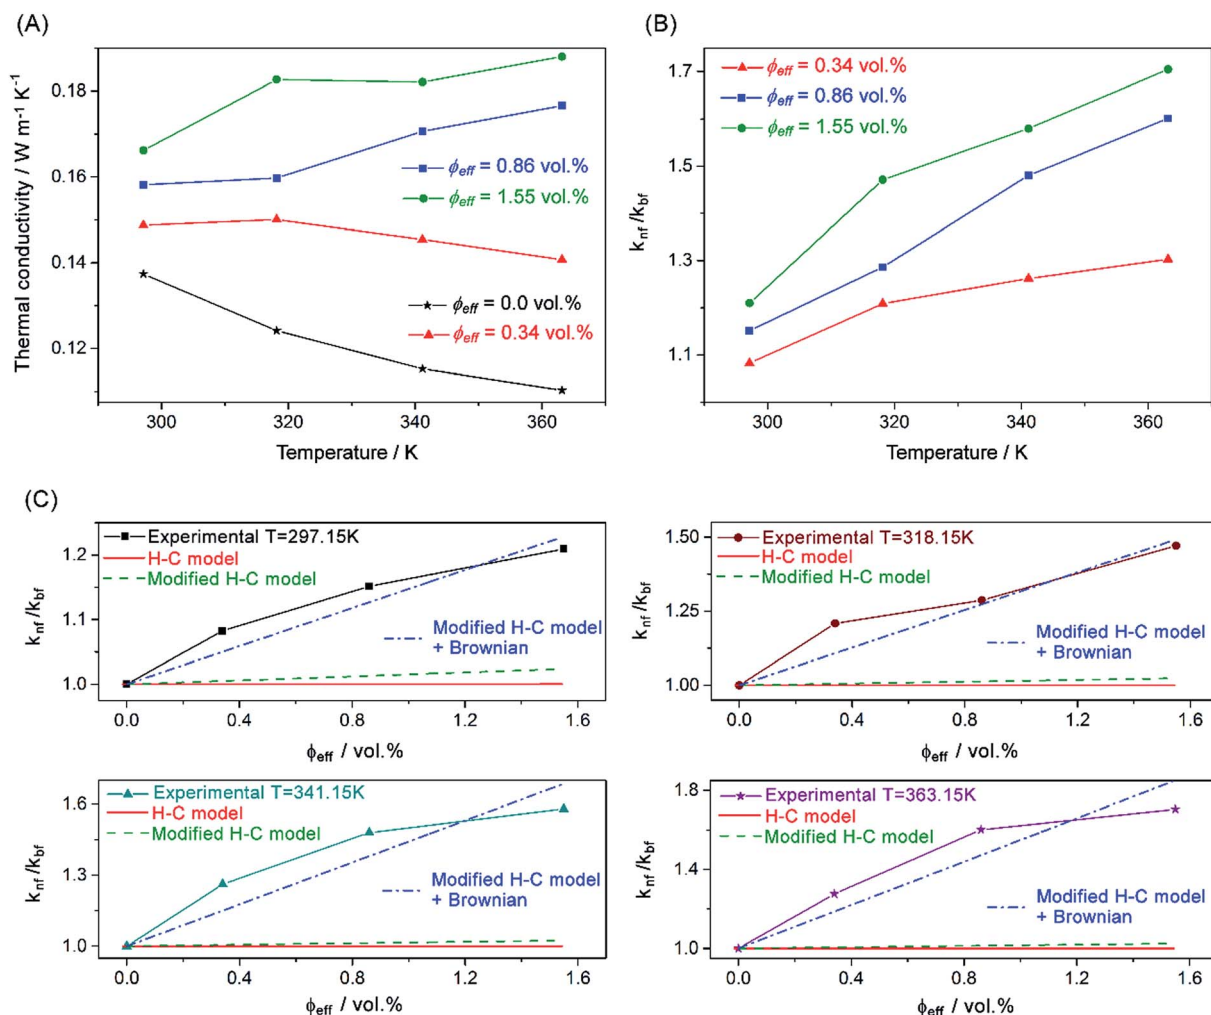 (A)
Thermal conductivity / W m⁻¹ K⁻¹
0.18
0.16
0.14
0.12
ϕeff = 0.86 vol.%
ϕeff = 1.55 vol.%
ϕeff = 0.0 vol.%
ϕeff = 0.34 vol.%
300
320
340
360
Temperature / K
(B)
knf /kbf
1.7
1.5
1.3
1.1
ϕeff = 0.34 vol.%
ϕeff = 0.86 vol.%
ϕeff = 1.55 vol.%
300
320
340
360
Temperature / K
(C)
knf /kbf
1.2
1.1
1.0
Experimental T=297.15K
H-C model
Modified H-C model
Modified H-C model
+ Brownian
0.0
0.4
0.8
1.2
1.6
ϕeff / vol.%
knf /kbf
1.50
1.25
1.00
Experimental T=318.15K
H-C model
Modified H-C model
Modified H-C model
+ Brownian
0.0
0.4
0.8
1.2
1.6
ϕeff / vol.%
knf /kbf
1.6
1.3
1.0
Experimental T=341.15K
H-C model
Modified H-C model
Modified H-C model
+ Brownian
0.0
0.4
0.8
1.2
1.6
ϕeff / vol.%
knf /kbf
1.8
1.4
1.0
Experimental T=363.15K
H-C model
Modified H-C model
Modified H-C model
+ Brownian
0.0
0.4
0.8
1.2
1.6
ϕeff / vol.%